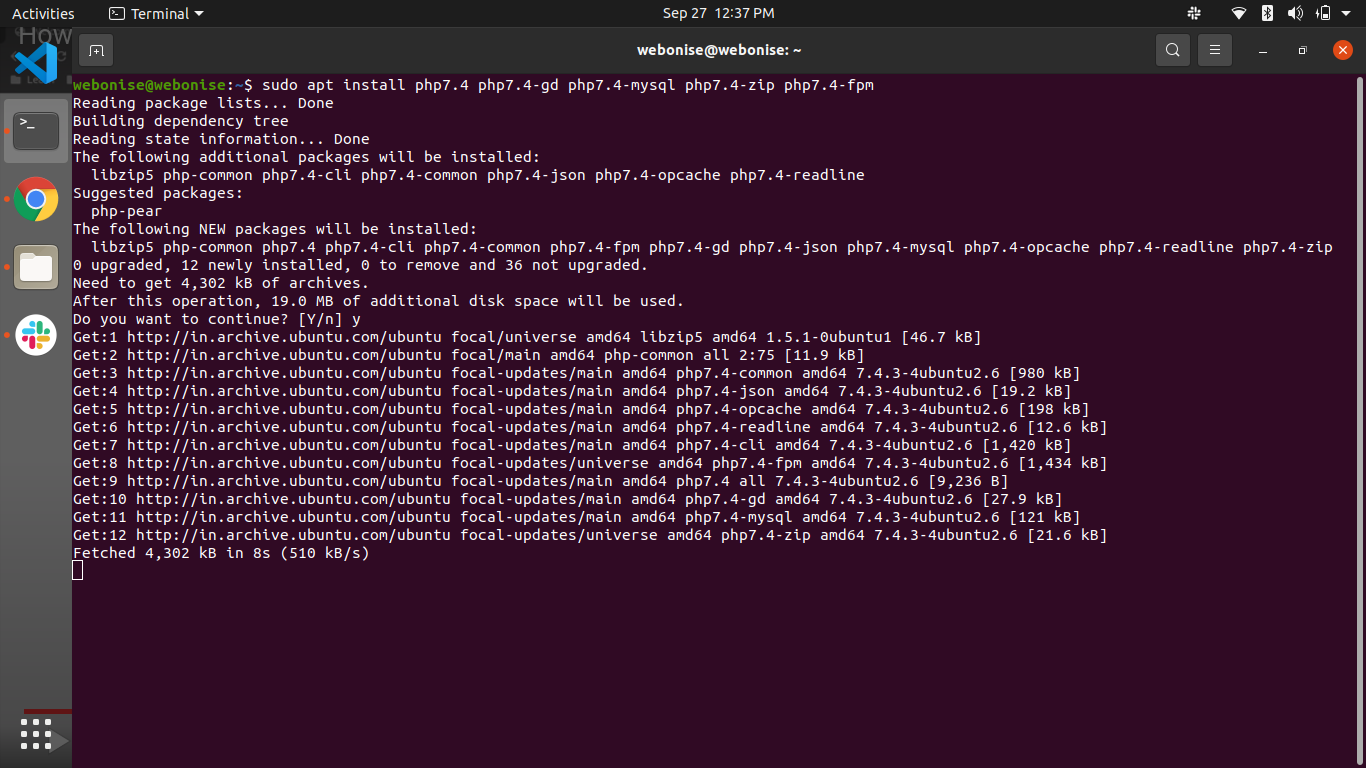 Activities
Terminal
Sep 27 12:37 PM
How
webonise@webonise: ~
webonise@webonise:~$ sudo apt install php7.4 php7.4-gd php7.4-mysql php7.4-zip php7.4-fpm
Reading package lists... Done
Building dependency tree
Reading state information... Done
The following additional packages will be installed:
  libzip5 php-common php7.4-cli php7.4-common php7.4-json php7.4-opcache php7.4-readline
Suggested packages:
  php-pear
The following NEW packages will be installed:
  libzip5 php-common php7.4 php7.4-cli php7.4-common php7.4-fpm php7.4-gd php7.4-json php7.4-mysql php7.4-opcache php7.4-readline php7.4-zip
0 upgraded, 12 newly installed, 0 to remove and 36 not upgraded.
Need to get 4,302 kB of archives.
After this operation, 19.0 MB of additional disk space will be used.
Do you want to continue? [Y/n] y
Get:1 http://in.archive.ubuntu.com/ubuntu focal/universe amd64 libzip5 amd64 1.5.1-0ubuntu1 [46.7 kB]
Get:2 http://in.archive.ubuntu.com/ubuntu focal/main amd64 php-common all 2:75 [11.9 kB]
Get:3 http://in.archive.ubuntu.com/ubuntu focal-updates/main amd64 php7.4-common amd64 7.4.3-4ubuntu2.6 [980 kB]
Get:4 http://in.archive.ubuntu.com/ubuntu focal-updates/main amd64 php7.4-json amd64 7.4.3-4ubuntu2.6 [19.2 kB]
Get:5 http://in.archive.ubuntu.com/ubuntu focal-updates/main amd64 php7.4-opcache amd64 7.4.3-4ubuntu2.6 [198 kB]
Get:6 http://in.archive.ubuntu.com/ubuntu focal-updates/main amd64 php7.4-readline amd64 7.4.3-4ubuntu2.6 [12.6 kB]
Get:7 http://in.archive.ubuntu.com/ubuntu focal-updates/main amd64 php7.4-cli amd64 7.4.3-4ubuntu2.6 [1,420 kB]
Get:8 http://in.archive.ubuntu.com/ubuntu focal-updates/universe amd64 php7.4-fpm amd64 7.4.3-4ubuntu2.6 [1,434 kB]
Get:9 http://in.archive.ubuntu.com/ubuntu focal-updates/main amd64 php7.4 all 7.4.3-4ubuntu2.6 [9,236 B]
Get:10 http://in.archive.ubuntu.com/ubuntu focal-updates/main amd64 php7.4-gd amd64 7.4.3-4ubuntu2.6 [27.9 kB]
Get:11 http://in.archive.ubuntu.com/ubuntu focal-updates/main amd64 php7.4-mysql amd64 7.4.3-4ubuntu2.6 [121 kB]
Get:12 http://in.archive.ubuntu.com/ubuntu focal-updates/universe amd64 php7.4-zip amd64 7.4.3-4ubuntu2.6 [21.6 kB]
Fetched 4,302 kB in 8s (510 kB/s)